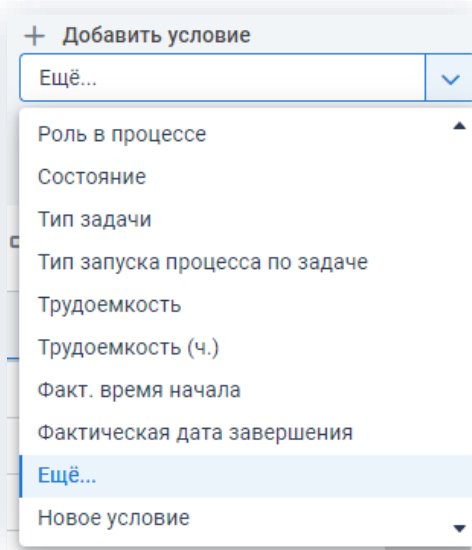 + Добавить условие
Ещё...
Роль в процессе
Состояние
Тип задачи
Тип запуска процесса по задаче
Трудоемкость
Трудоемкость (ч.)
Факт. время начала
Фактическая дата завершения
Ещё...
Новое условие